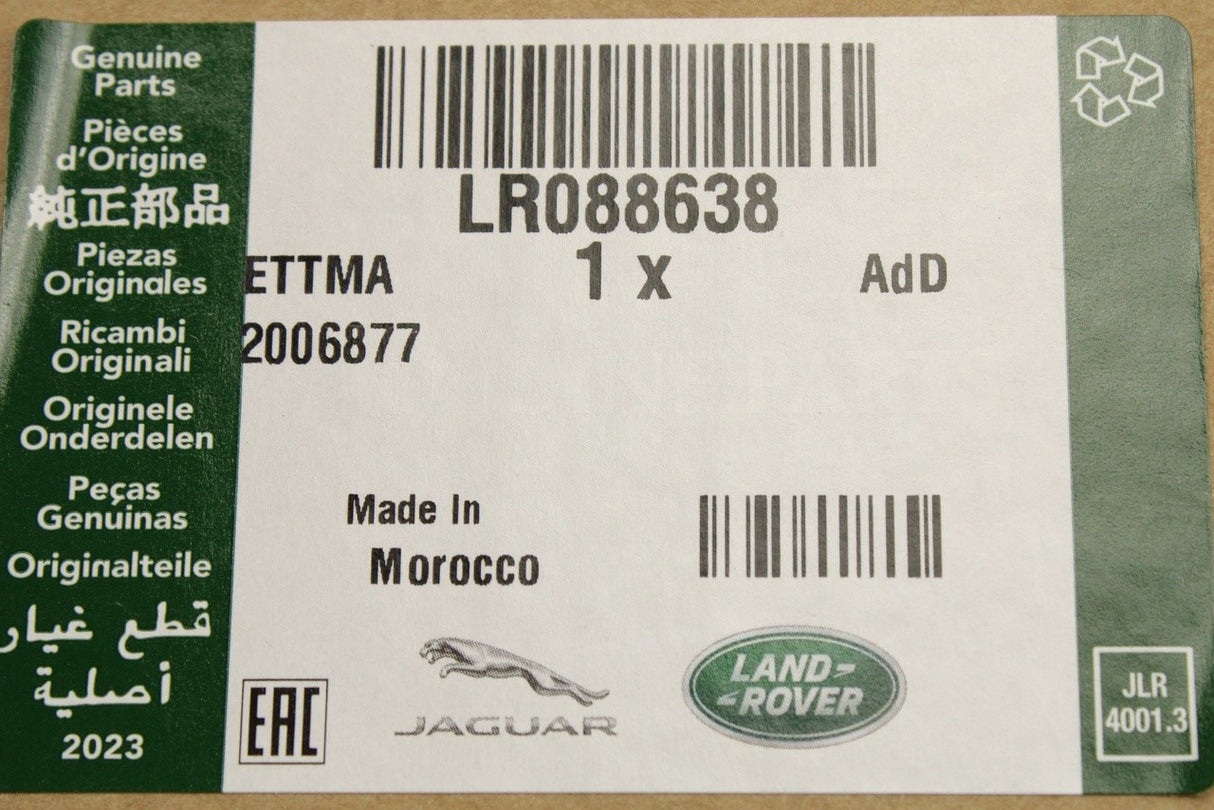 Genuine
Parts
Pièces
d'Origine
純正部品
Piezas
Originales
Ricambi
Originali
Originele
Onderdelen
Peças
Genuinas
Originalteile
قطع غيار
أصلية
2023
LR088638
ETTMA 1 x AdD
2006877
Made In
Morocco
EAC
JAGUAR
LAND-
-ROVER
JLR
4001.3